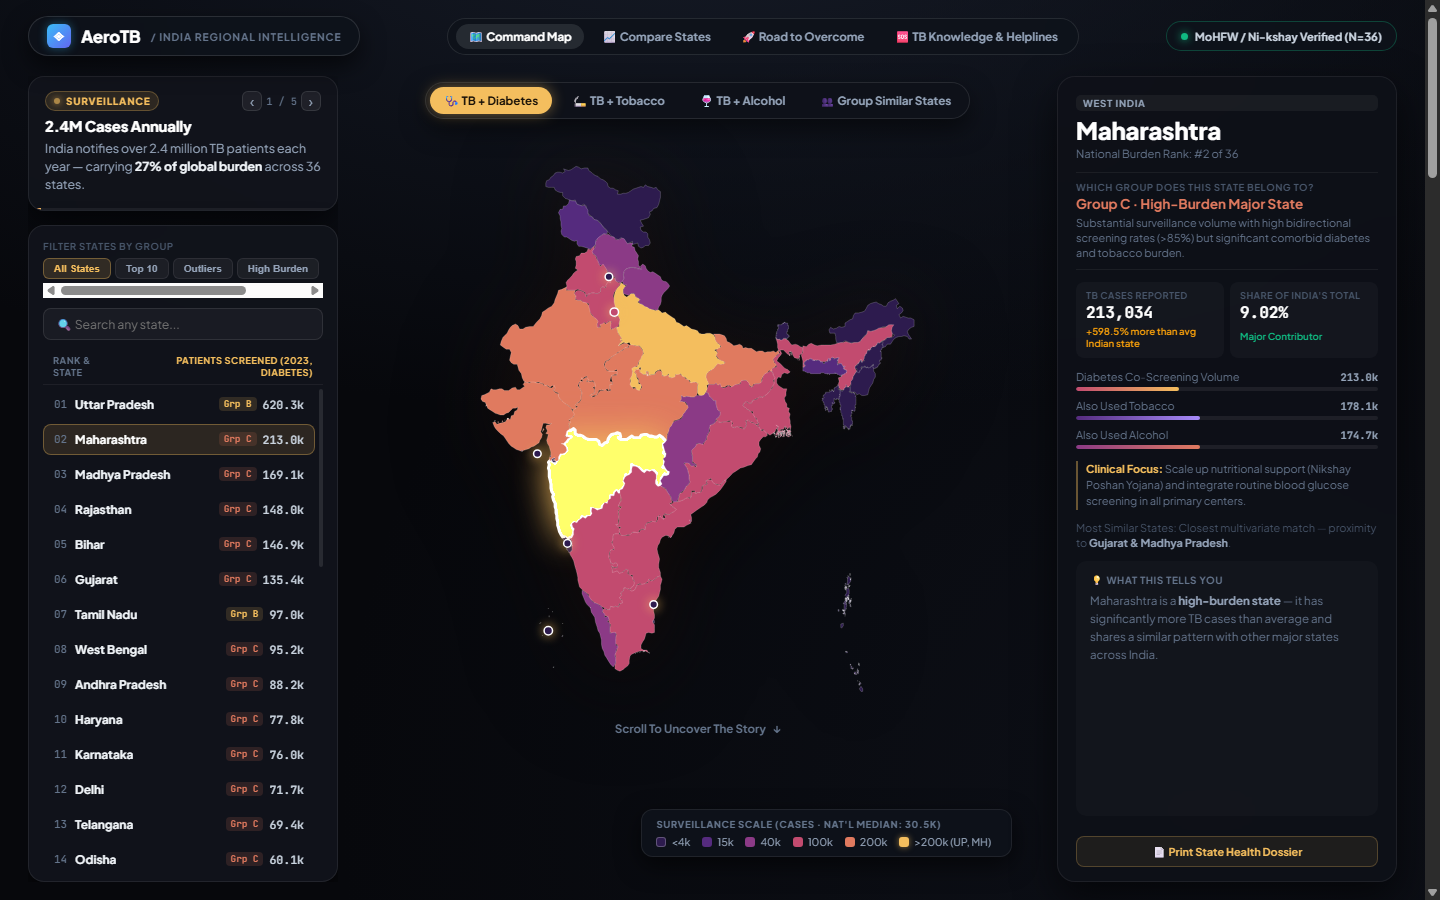 AeroTB / INDIA REGIONAL INTELLIGENCE
Command Map
Compare States
Road to Overcome
SOS TB Knowledge & Helplines
MoHFW / Ni-kshay Verified (N=36)
SURVEILLANCE
‹ 1 / 5 ›
2.4M Cases Annually
India notifies over 2.4 million TB patients each
year — carrying 27% of global burden across 36
states.
FILTER STATES BY GROUP
All States
Top 10
Outliers
High Burden
Search any state...
RANK &
STATE
PATIENTS SCREENED (2023,
DIABETES)
01 Uttar Pradesh Grp B 620.3k
02 Maharashtra Grp C 213.0k
03 Madhya Pradesh Grp C 169.1k
04 Rajasthan Grp C 148.0k
05 Bihar Grp C 146.9k
06 Gujarat Grp C 135.4k
07 Tamil Nadu Grp B 97.0k
08 West Bengal Grp C 95.2k
09 Andhra Pradesh Grp C 88.2k
10 Haryana Grp C 77.8k
11 Karnataka Grp C 76.0k
12 Delhi Grp C 71.7k
13 Telangana Grp C 69.4k
14 Odisha Grp C 60.1k
TB + Diabetes
TB + Tobacco
TB + Alcohol
Group Similar States
Scroll To Uncover The Story ↓
SURVEILLANCE SCALE (CASES · NAT'L MEDIAN: 30.5K)
<4k 15k 40k 100k 200k >200k (UP, MH)
WEST INDIA
Maharashtra
National Burden Rank: #2 of 36
WHICH GROUP DOES THIS STATE BELONG TO?
Group C · High-Burden Major State
Substantial surveillance volume with high bidirectional
screening rates (>85%) but significant comorbid diabetes
and tobacco burden.
TB CASES REPORTED
213,034
+598.5% more than avg
Indian state
SHARE OF INDIA'S TOTAL
9.02%
Major Contributor
Diabetes Co-Screening Volume 213.0k
Also Used Tobacco 178.1k
Also Used Alcohol 174.7k
Clinical Focus: Scale up nutritional support (Nikshay
Poshan Yojana) and integrate routine blood glucose
screening in all primary centers.
Most Similar States: Closest multivariate match — proximity
to Gujarat & Madhya Pradesh.
WHAT THIS TELLS YOU
Maharashtra is a high-burden state — it has
significantly more TB cases than average and
shares a similar pattern with other major states
across India.
Print State Health Dossier